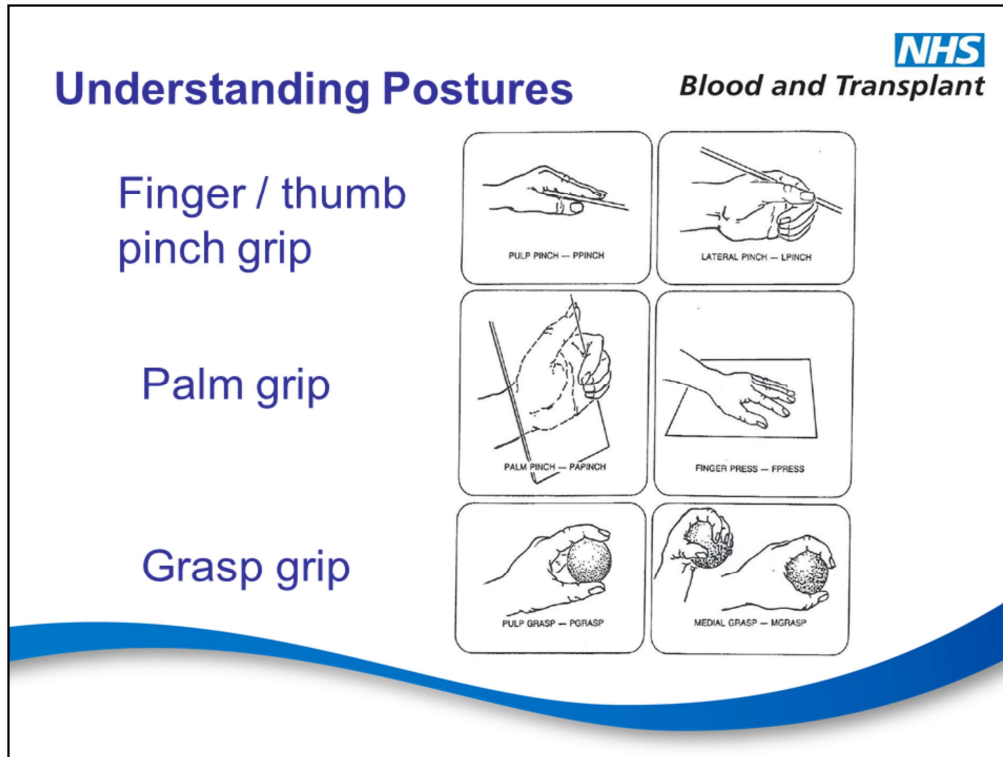 NHS
Understanding Postures
Blood and Transplant
Finger / thumb
pinch grip
PULP PINCH — PPINCH
LATERAL PINCH — LPINCH
Palm grip
PALM PINCH — PAPINCH
FINGER PRESS — FPRESS
Grasp grip
PULP GRASP — PGRASP
MEDIAL GRASP — MGRASP